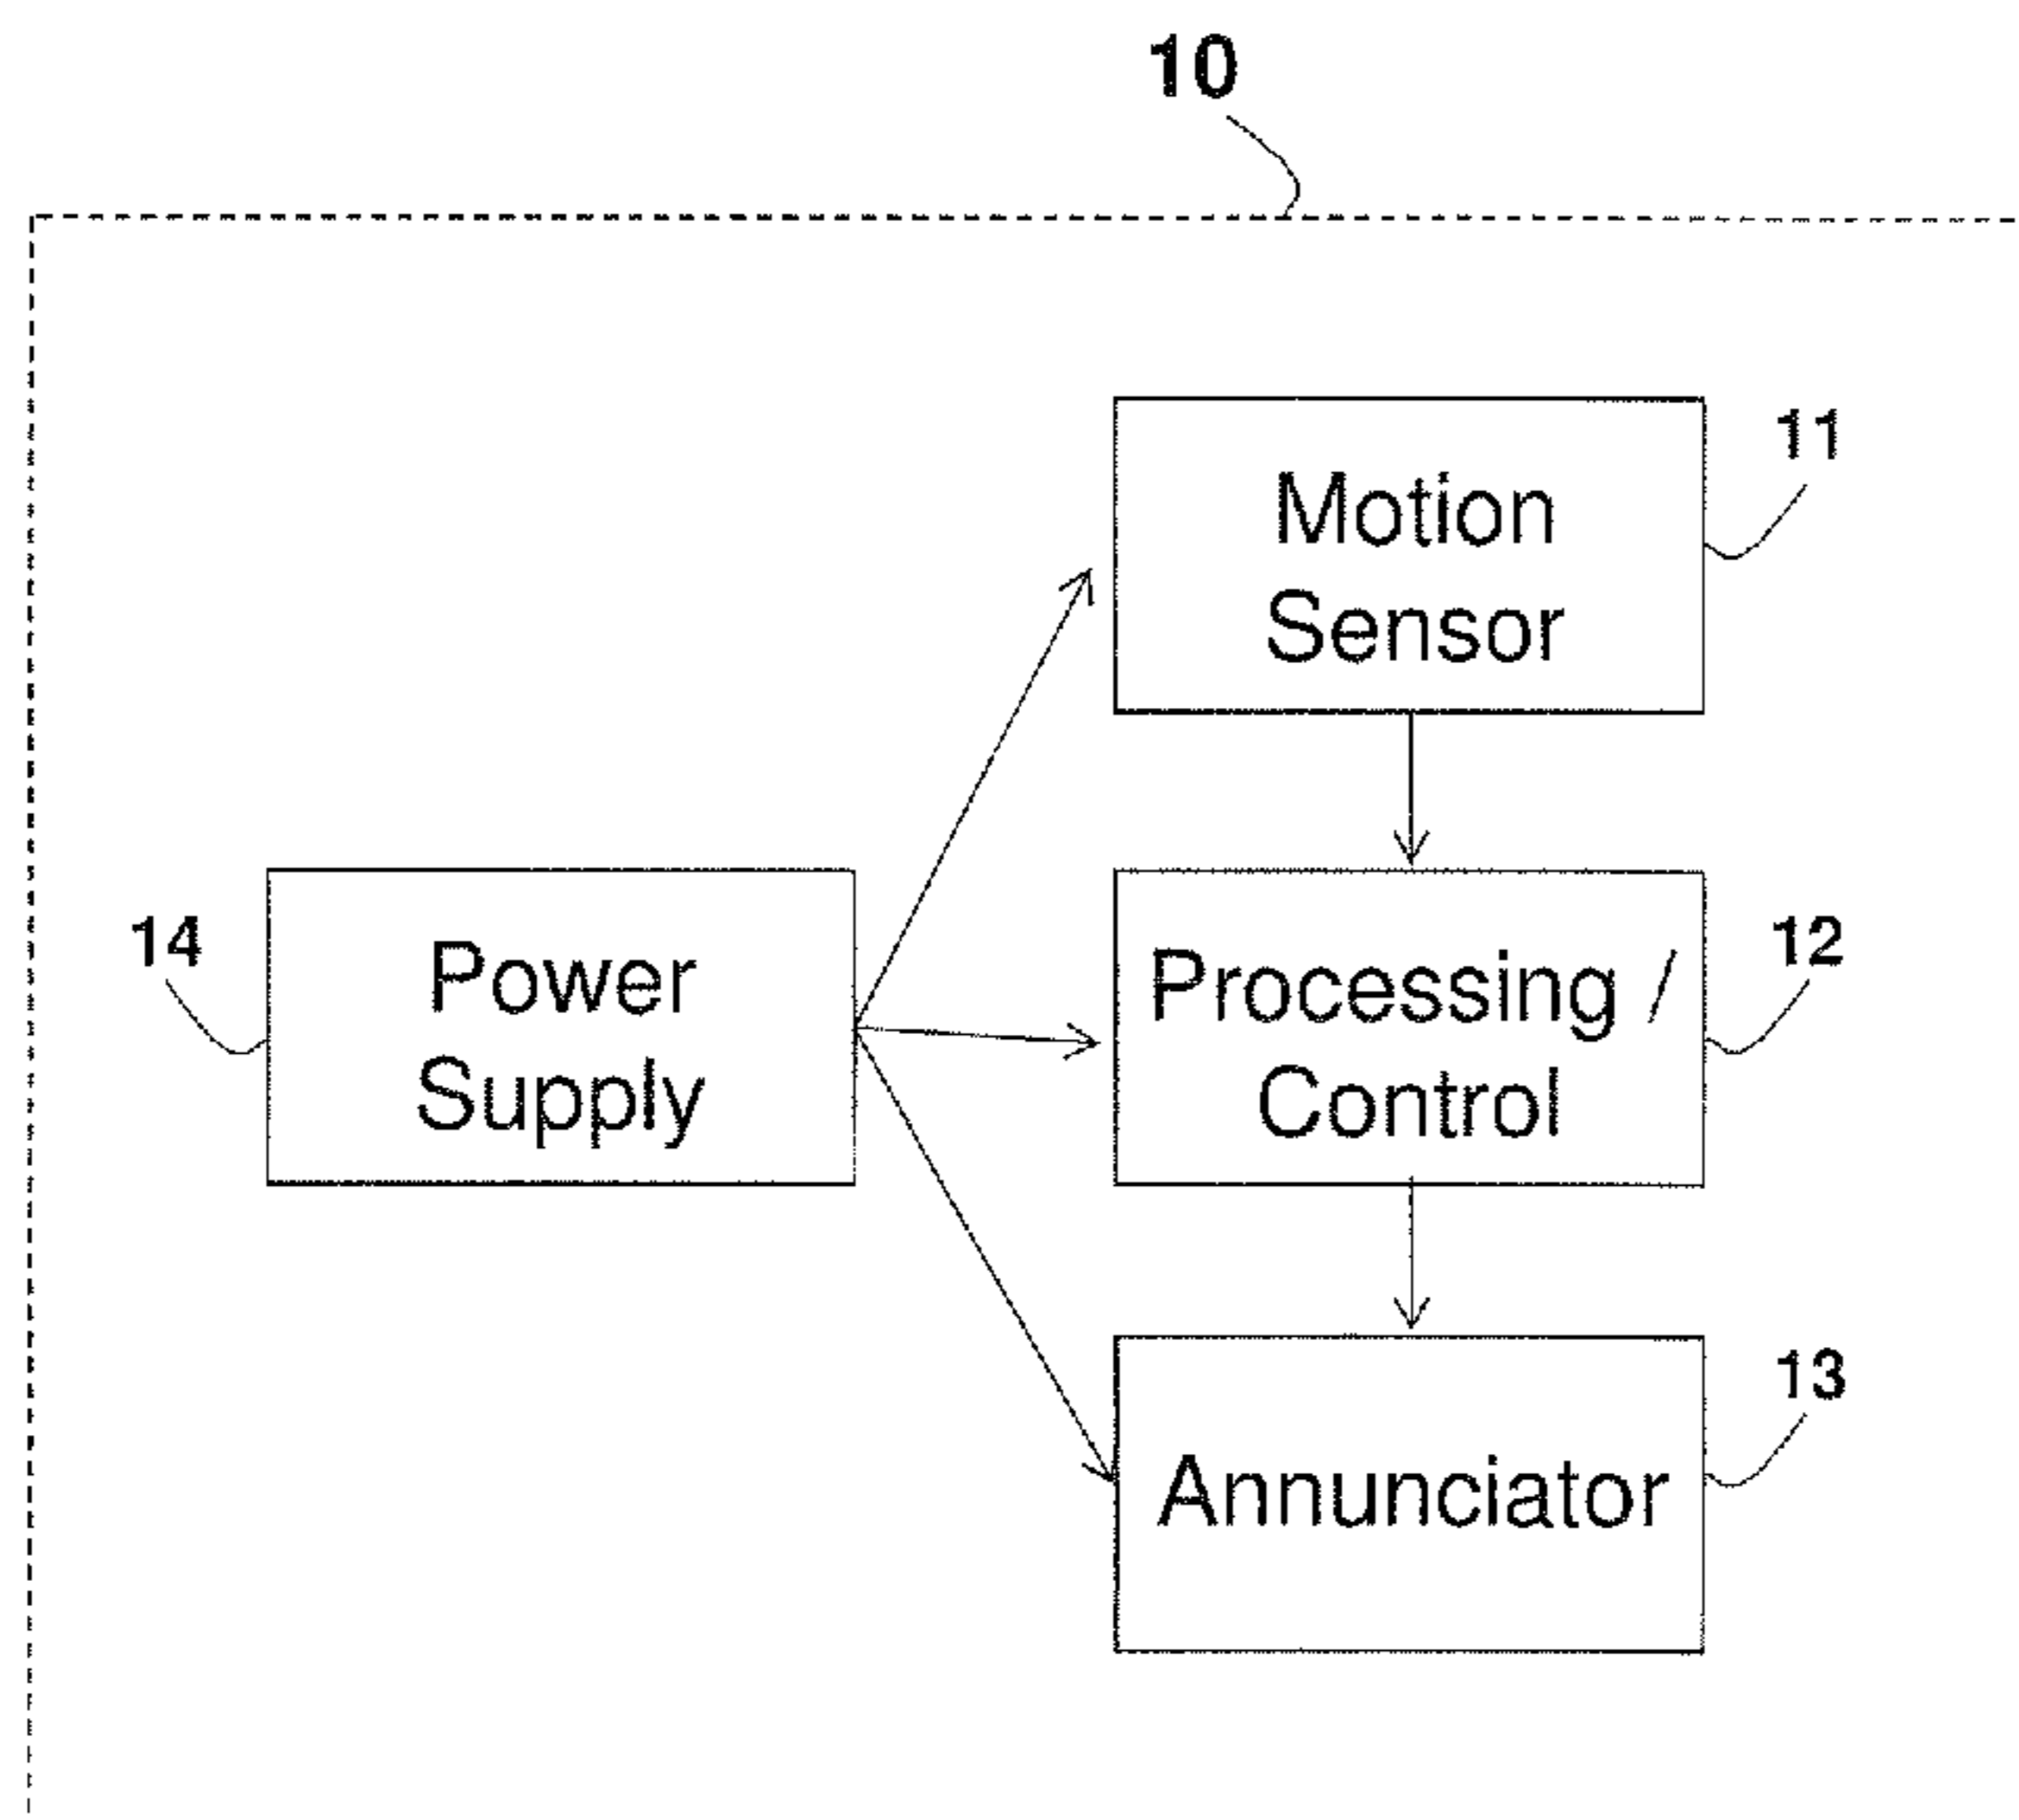 10
Motion
Sensor
11
14
Power
Supply
Processing /
Control
12
Annunciator
13